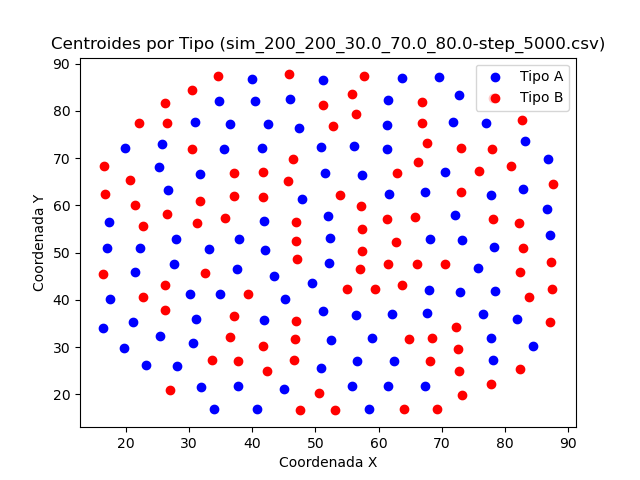 Centroides por Tipo (sim_200_200_30.0_70.0_80.0-step_5000.csv)
Tipo A
Tipo B
90
80
70
60
50
40
30
20
Coordenada Y
20 30 40 50 60 70 80 90
Coordenada X